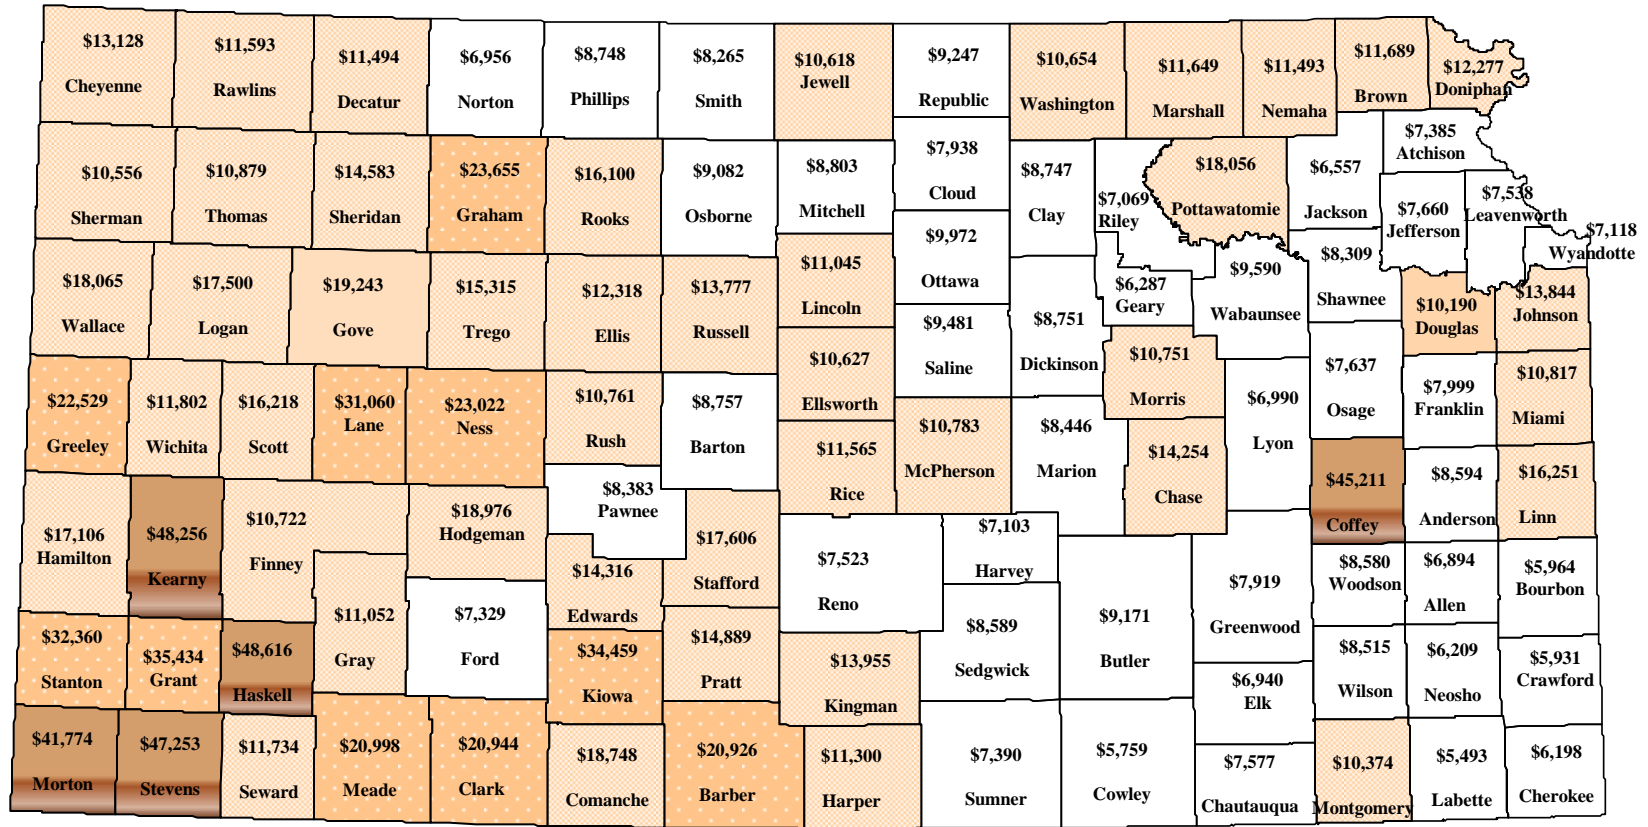 $13,128
Cheyenne
$11,593
Rawlins
$11,494
Decatur
$6,956
Norton
$8,748
Phillips
$8,265
Smith
$10,618
Jewell
$9,247
Republic
$10,654
Washington
$11,649
Marshall
$11,493
Nemaha
$11,689
Brown
$12,277
Doniphan
$10,556
Sherman
$10,879
Thomas
$14,583
Sheridan
$23,655
Graham
$16,100
Rooks
$9,082
Osborne
$8,803
Mitchell
$7,938
Cloud
$8,747
Clay
$7,069
Riley
$18,056
Pottawatomie
$6,557
Jackson
$7,385
Atchison
$7,660
Jefferson
$7,538
Leavenworth
$7,118
Wyandotte
$18,065
Wallace
$17,500
Logan
$19,243
Gove
$15,315
Trego
$12,318
Ellis
$13,777
Russell
$11,045
Lincoln
$9,972
Ottawa
$8,751
Dickinson
$6,287
Geary
$9,590
Wabaunsee
$8,309
Shawnee
$10,190
Douglas
$13,844
Johnson
$22,529
Greeley
$11,802
Wichita
$16,218
Scott
$31,060
Lane
$23,022
Ness
$10,761
Rush
$8,757
Barton
$10,627
Ellsworth
$9,481
Saline
$10,751
Morris
$6,990
Lyon
$7,637
Osage
$7,999
Franklin
$10,817
Miami
$11,565
Rice
$10,783
McPherson
$8,446
Marion
$14,254
Chase
$45,211
Coffey
$8,594
Anderson
$16,251
Linn
$17,106
Hamilton
$48,256
Kearny
$10,722
Finney
$18,976
Hodgeman
$8,383
Pawnee
$17,606
Stafford
$14,316
Edwards
$7,523
Reno
$7,103
Harvey
$7,919
Greenwood
$8,580
Woodson
$6,894
Allen
$5,964
Bourbon
$32,360
Stanton
$35,434
Grant
$48,616
Haskell
$11,052
Gray
$7,329
Ford
$34,459
Kiowa
$14,889
Pratt
$13,955
Kingman
$8,589
Sedgwick
$9,171
Butler
$6,940
Elk
$8,515
Wilson
$6,209
Neosho
$5,931
Crawford
$41,774
Morton
$47,253
Stevens
$11,734
Seward
$20,998
Meade
$20,944
Clark
$18,748
Comanche
$20,926
Barber
$11,300
Harper
$7,390
Sumner
$5,759
Cowley
$7,577
Chautauqua
$10,374
Montgomery
$5,493
Labette
$6,198
Cherokee